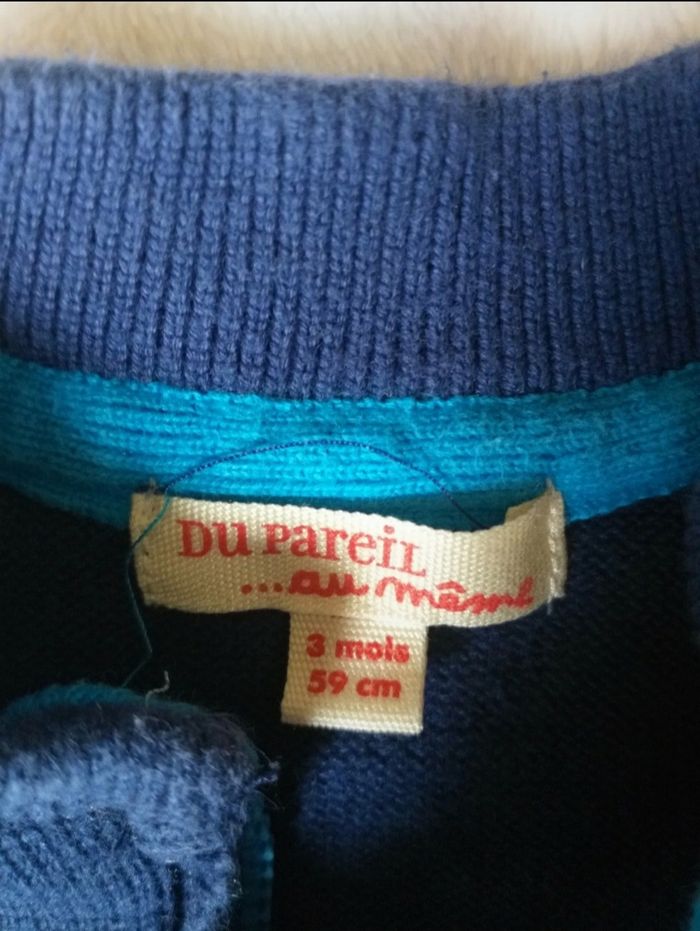 Du Pareil
...au même
3 mois
59 cm